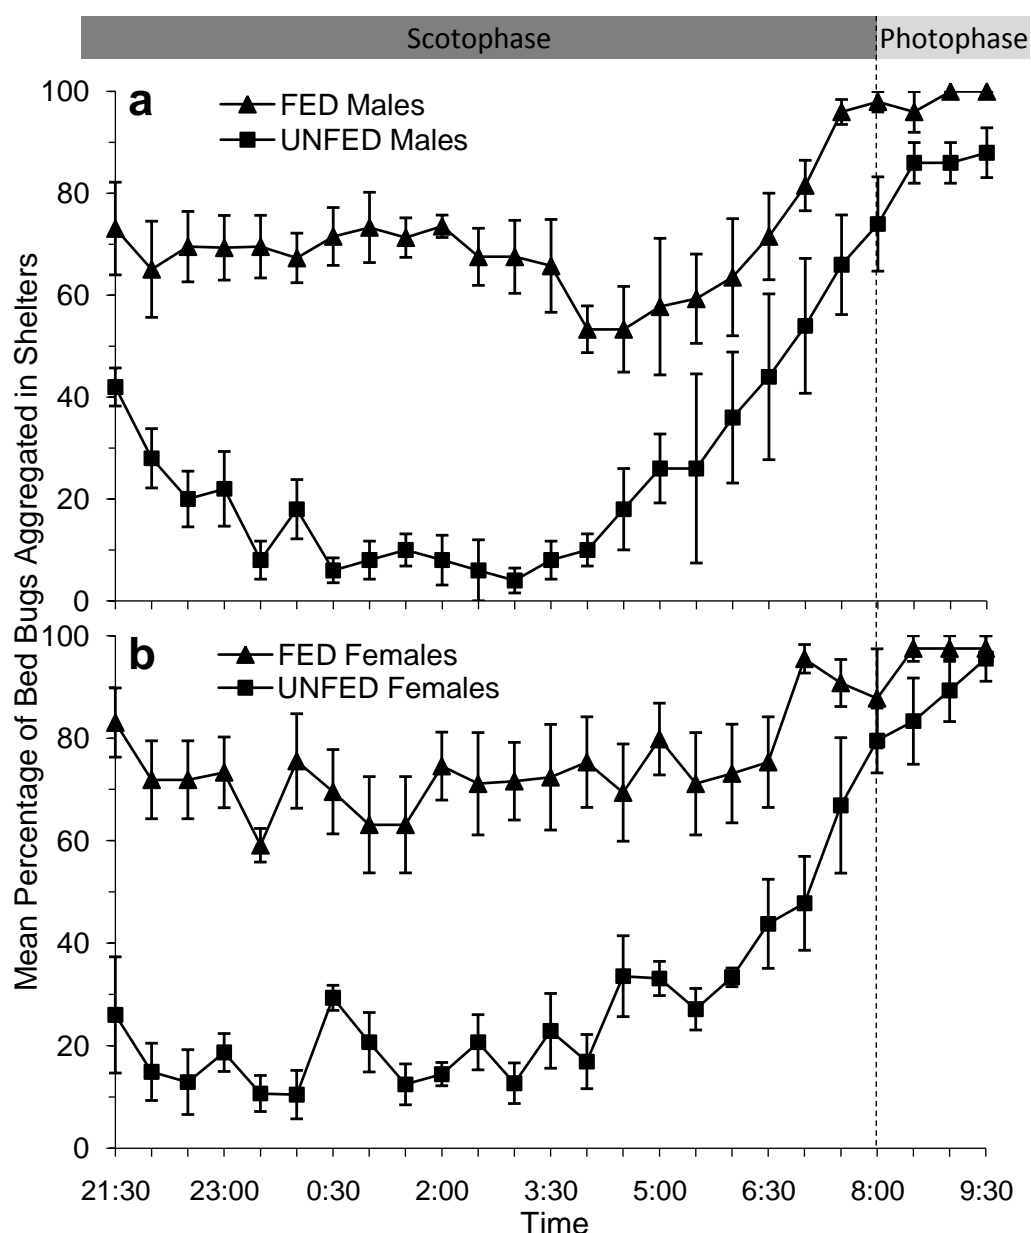 Scotophase
Photophase
a
FED Males
UNFED Males
100
80
60
40
20
0
Mean Percentage of Bed Bugs Aggregated in Shelters
b
FED Females
UNFED Females
100
80
60
40
20
0
21:30 23:00 0:30 2:00 3:30 5:00 6:30 8:00 9:30
Time